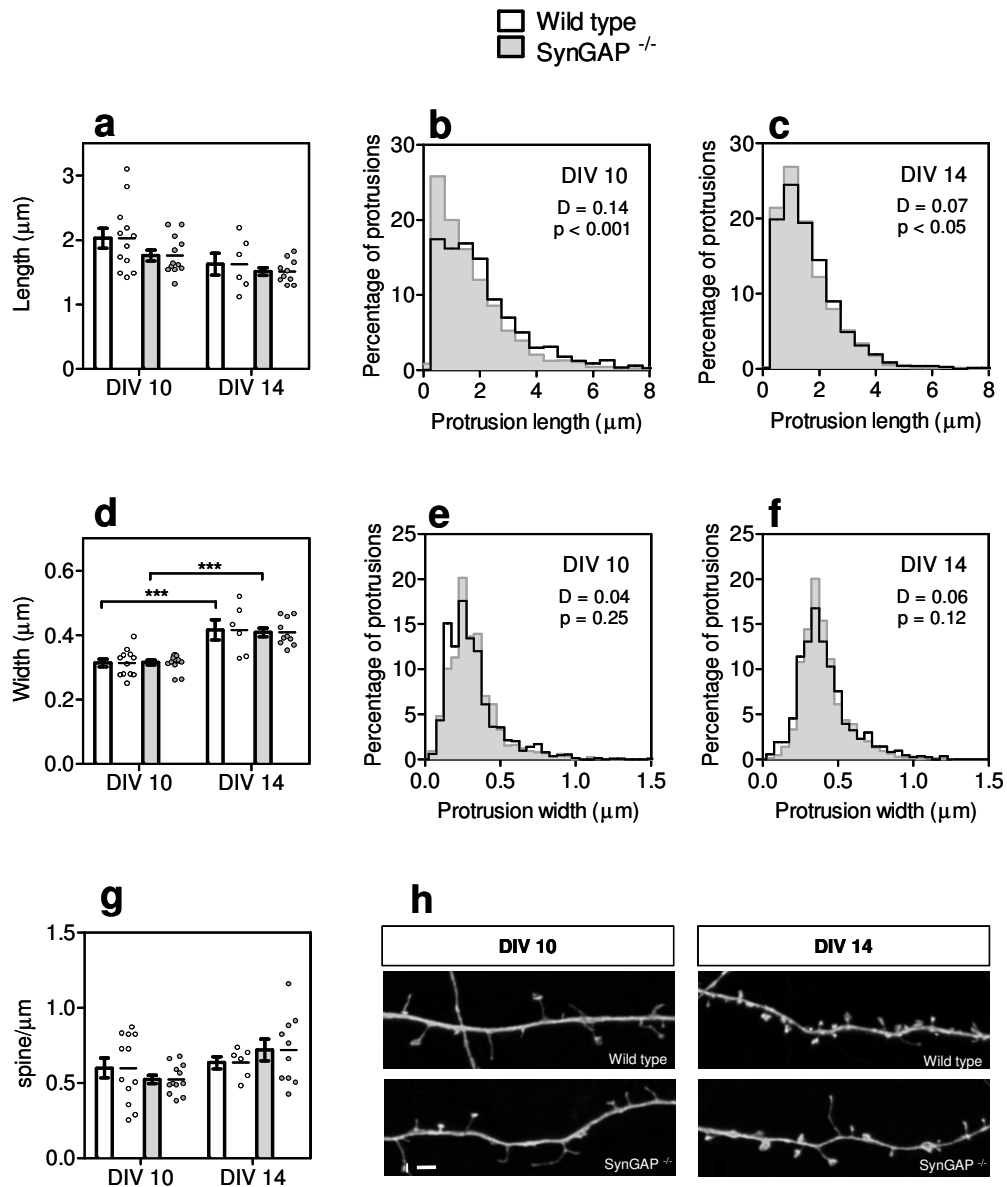 Wild type
SynGAP -/-
a
Length (μm)
3
2
1
0
DIV 10
DIV 14
b
Percentage of protrusions
30
20
10
0
DIV 10
D = 0.14
p < 0.001
0
2
4
6
8
Protrusion length (μm)
c
Percentage of protrusions
30
20
10
0
DIV 14
D = 0.07
p < 0.05
0
2
4
6
8
Protrusion length (μm)
d
Width (μm)
0.6
0.4
0.2
0.0
***
***
DIV 10
DIV 14
e
Percentage of protrusions
25
20
15
10
5
0
DIV 10
D = 0.04
p = 0.25
0.0
0.5
1.0
1.5
Protrusion width (μm)
f
Percentage of protrusions
25
20
15
10
5
0
DIV 14
D = 0.06
p = 0.12
0.0
0.5
1.0
1.5
Protrusion width (μm)
g
spine/μm
1.5
1.0
0.5
0.0
DIV 10
DIV 14
h
DIV 10
DIV 14
Wild type
Wild type
SynGAP -/-
SynGAP -/-